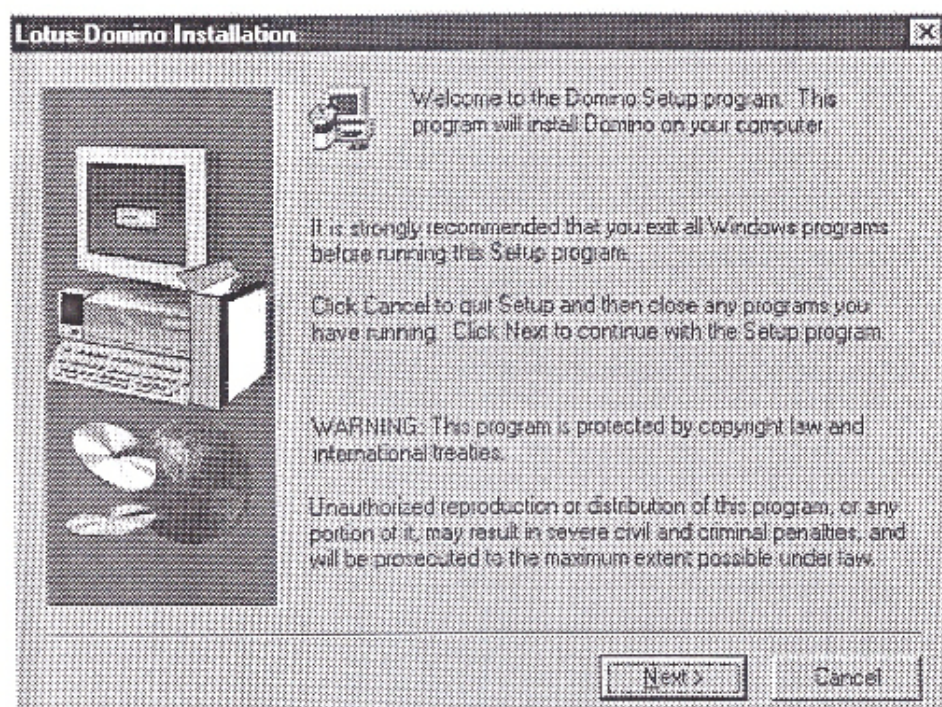 Lotus Domino Installation
Welcome to the Domino Setup program. This
program will install Domino on your computer.
It is strongly recommended that you exit all Windows programs
before running this Setup program.
Click Cancel to quit Setup and then close any programs you
have running. Click Next to continue with the Setup program.
WARNING: This program is protected by copyright law and
international treaties.
Unauthorized reproduction or distribution of this program, or any
portion of it, may result in severe civil and criminal penalties, and
will be prosecuted to the maximum extent possible under law.
Next >
Cancel